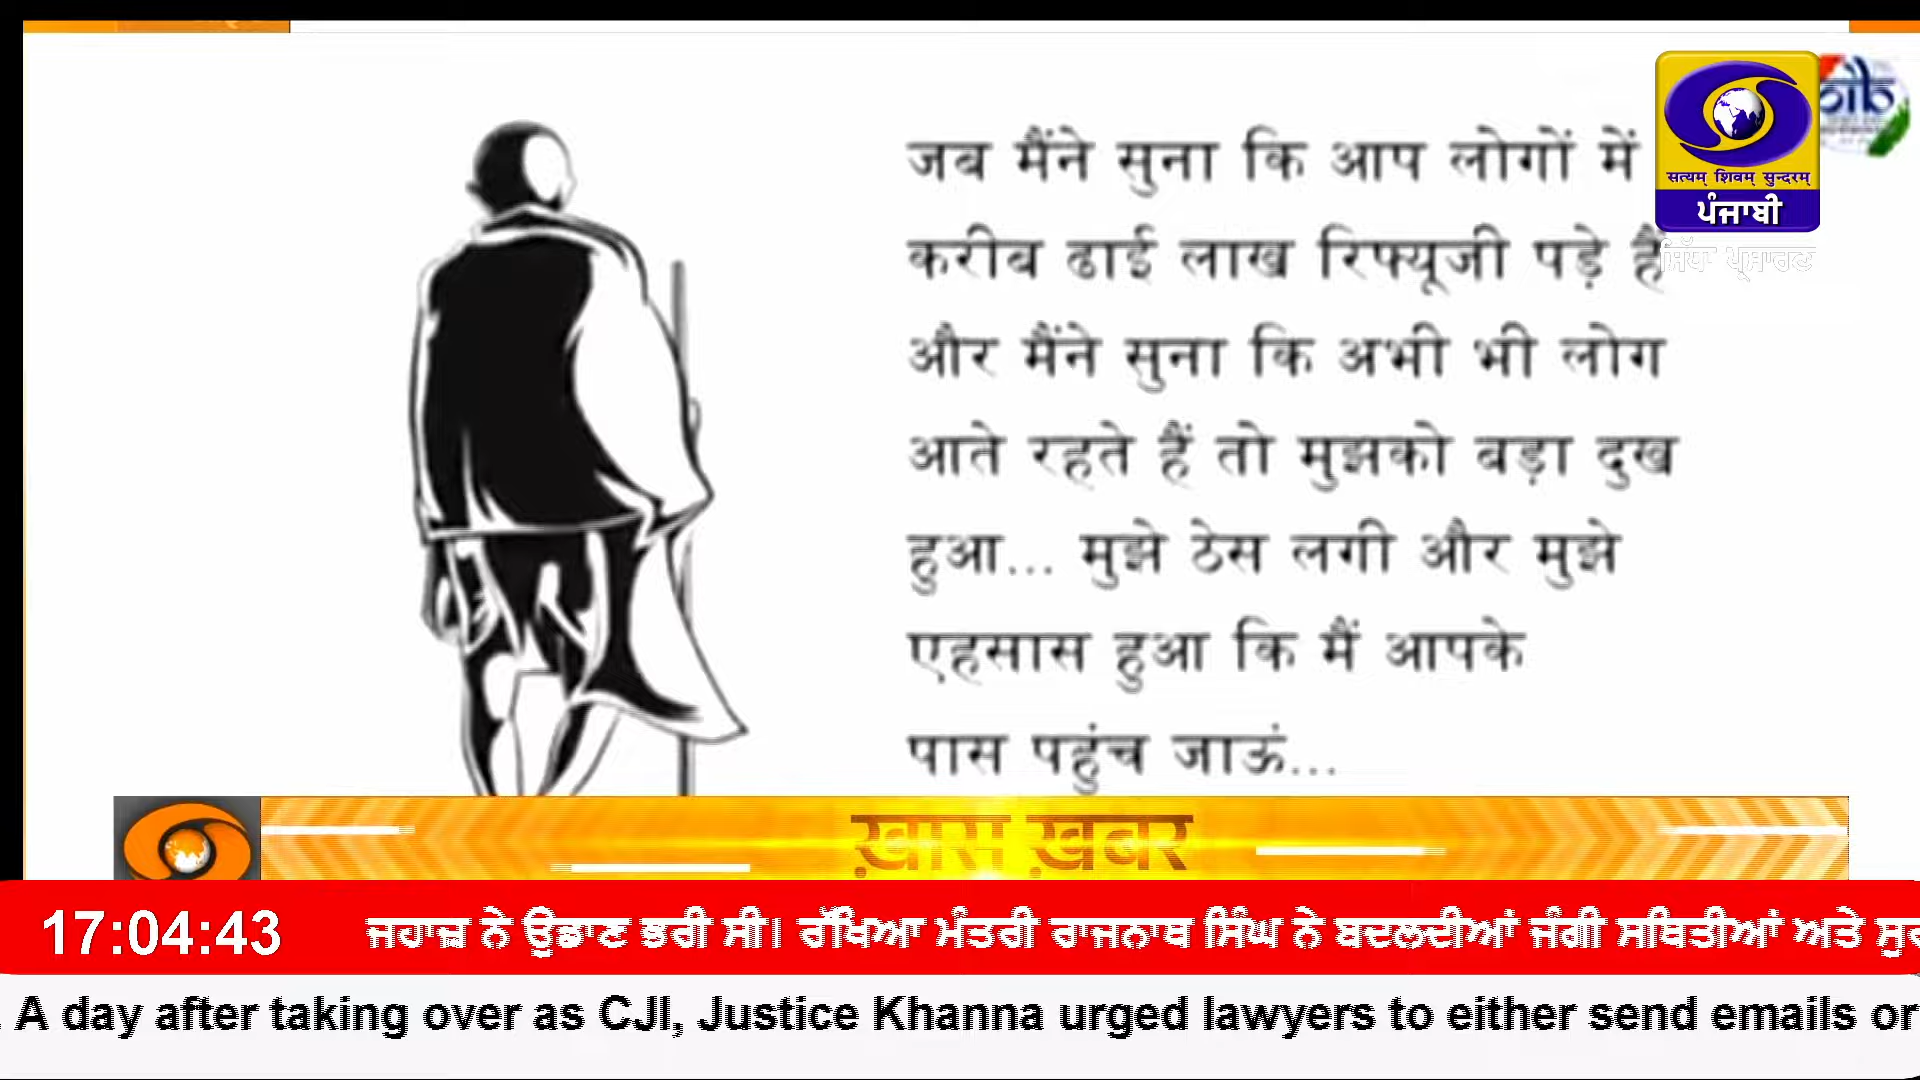 जब मैंने सुना कि आप लोगों में
करीब ढाई लाख रिफ्यूजी पड़े हैं
और मैंने सुना कि अभी भी लोग
आते रहते हैं तो मुझको बड़ा दुख
हुआ... मुझे ठेस लगी और मुझे
एहसास हुआ कि मैं आपके
पास पहुंच जाऊं...
सत्यम् शिवम् सुन्दरम्
ਪੰਜਾਬੀ
ਸਿੱਧਾ ਪ੍ਰਸਾਰਣ
ख़ास ख़बर
17:04:43 ਜਹਾਜ਼ ਨੇ ਉਡਾਣ ਭਰੀ ਸੀ। ਰੱਖਿਆ ਮੰਤਰੀ ਰਾਜਨਾਥ ਸਿੰਘ ਨੇ ਬਦਲਦੀਆਂ ਜੰਗੀ ਸਥਿਤੀਆਂ ਅਤੇ
. A day after taking over as CJI, Justice Khanna urged lawyers to either send emails or